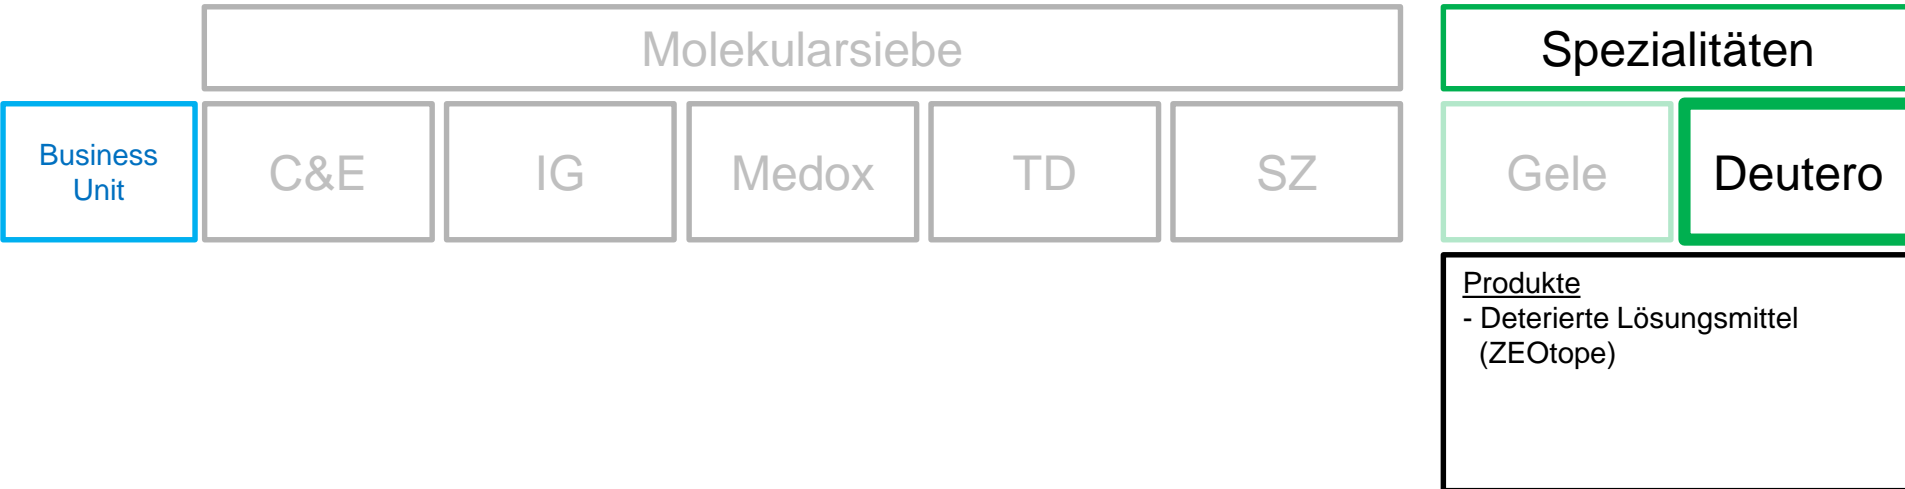 Molekularsiebe
Spezialitäten
Business
Unit
C&E
IG
Medox
TD
SZ
Gele
Deutero
Produkte
- Deterierte Lösungsmittel
(ZEOtope)